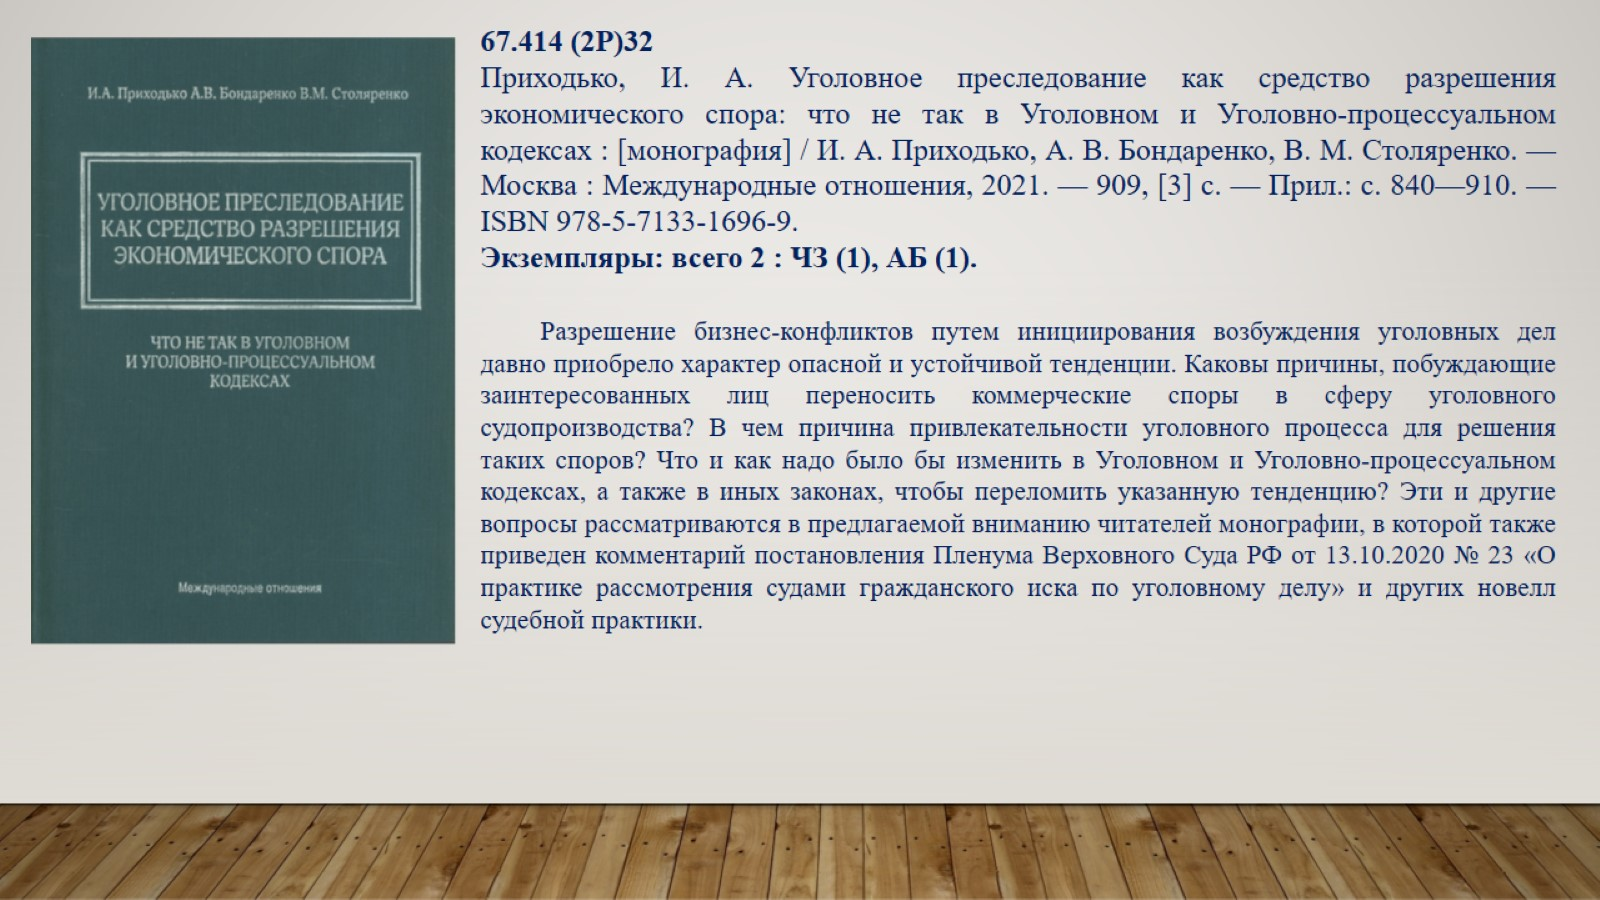 И.А. Приходько А.В. Бондаренко В.М. Столяренко
УГОЛОВНОЕ ПРЕСЛЕДОВАНИЕ
КАК СРЕДСТВО РАЗРЕШЕНИЯ
ЭКОНОМИЧЕСКОГО СПОРА
ЧТО НЕ ТАК В УГОЛОВНОМ
И УГОЛОВНО-ПРОЦЕССУАЛЬНОМ
КОДЕКСАХ
Международные отношения
67.414 (2Р)32
Приходько, И. А. Уголовное преследование как средство разрешения
экономического спора: что не так в Уголовном и Уголовно-процессуальном
кодексах : [монография] / И. А. Приходько, А. В. Бондаренко, В. М. Столяренко. —
Москва : Международные отношения, 2021. — 909, [3] с. — Прил.: с. 840—910. —
ISBN 978-5-7133-1696-9.
Экземпляры: всего 2 : ЧЗ (1), АБ (1).
Разрешение бизнес-конфликтов путем инициирования возбуждения уголовных дел
давно приобрело характер опасной и устойчивой тенденции. Каковы причины, побуждающие
заинтересованных лиц переносить коммерческие споры в сферу уголовного
судопроизводства? В чем причина привлекательности уголовного процесса для решения
таких споров? Что и как надо было бы изменить в Уголовном и Уголовно-процессуальном
кодексах, а также в иных законах, чтобы переломить указанную тенденцию? Эти и другие
вопросы рассматриваются в предлагаемой вниманию читателей монографии, в которой также
приведен комментарий постановления Пленума Верховного Суда РФ от 13.10.2020 № 23 «О
практике рассмотрения судами гражданского иска по уголовному делу» и других новелл
судебной практики.